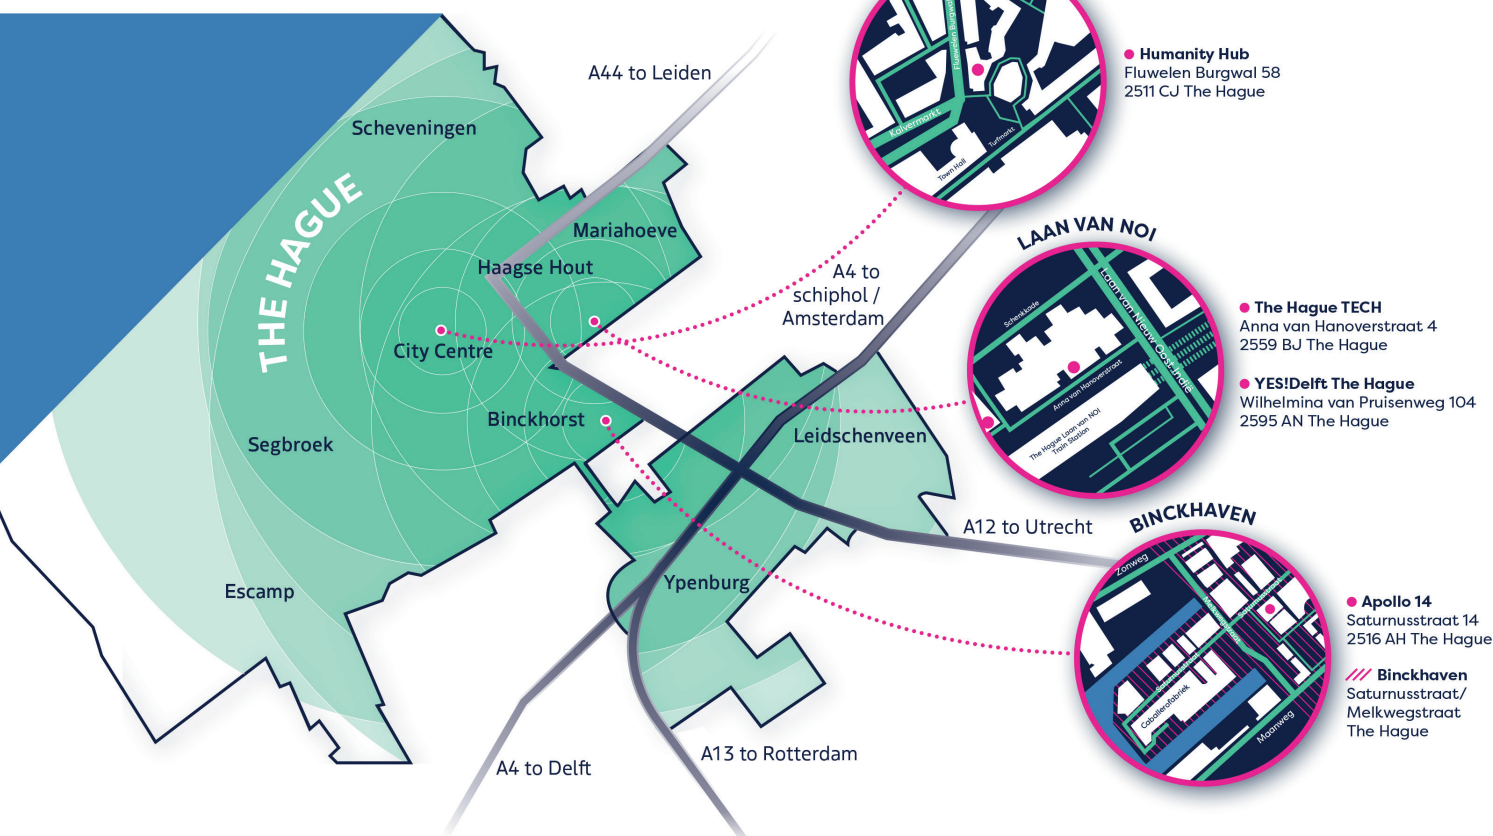 A44 to Leiden
Scheveningen
THE HAGUE
Mariahoeve
Haagse Hout
City Centre
Binckhorst
Segbroek
Escamp
A4 to
schiphol /
Amsterdam
Leidschenveen
A12 to Utrecht
Ypenburg
A13 to Rotterdam
A4 to Delft
Kalvermarkt
Town Hall
Turfmarkt
Humanity Hub
Fluwelen Burgwal 58
2511 CJ The Hague
LAAN VAN NOI
Schenkkade
Laan van Nieuw Oost-Indië
Anna van Hanoverstraat
The Hague Laan van NOI
Train Station
The Hague TECH
Anna van Hanoverstraat 4
2559 BJ The Hague
YES!Delft The Hague
Wilhelmina van Pruisenweg 104
2595 AN The Hague
BINCKHAVEN
Zonweg
Melkwegstraat
Saturnusstraat
Saturnusstraat
Caballerofabriek
Maanweg
Apollo 14
Saturnusstraat 14
2516 AH The Hague
Binckhaven
Saturnusstraat/
Melkwegstraat
The Hague